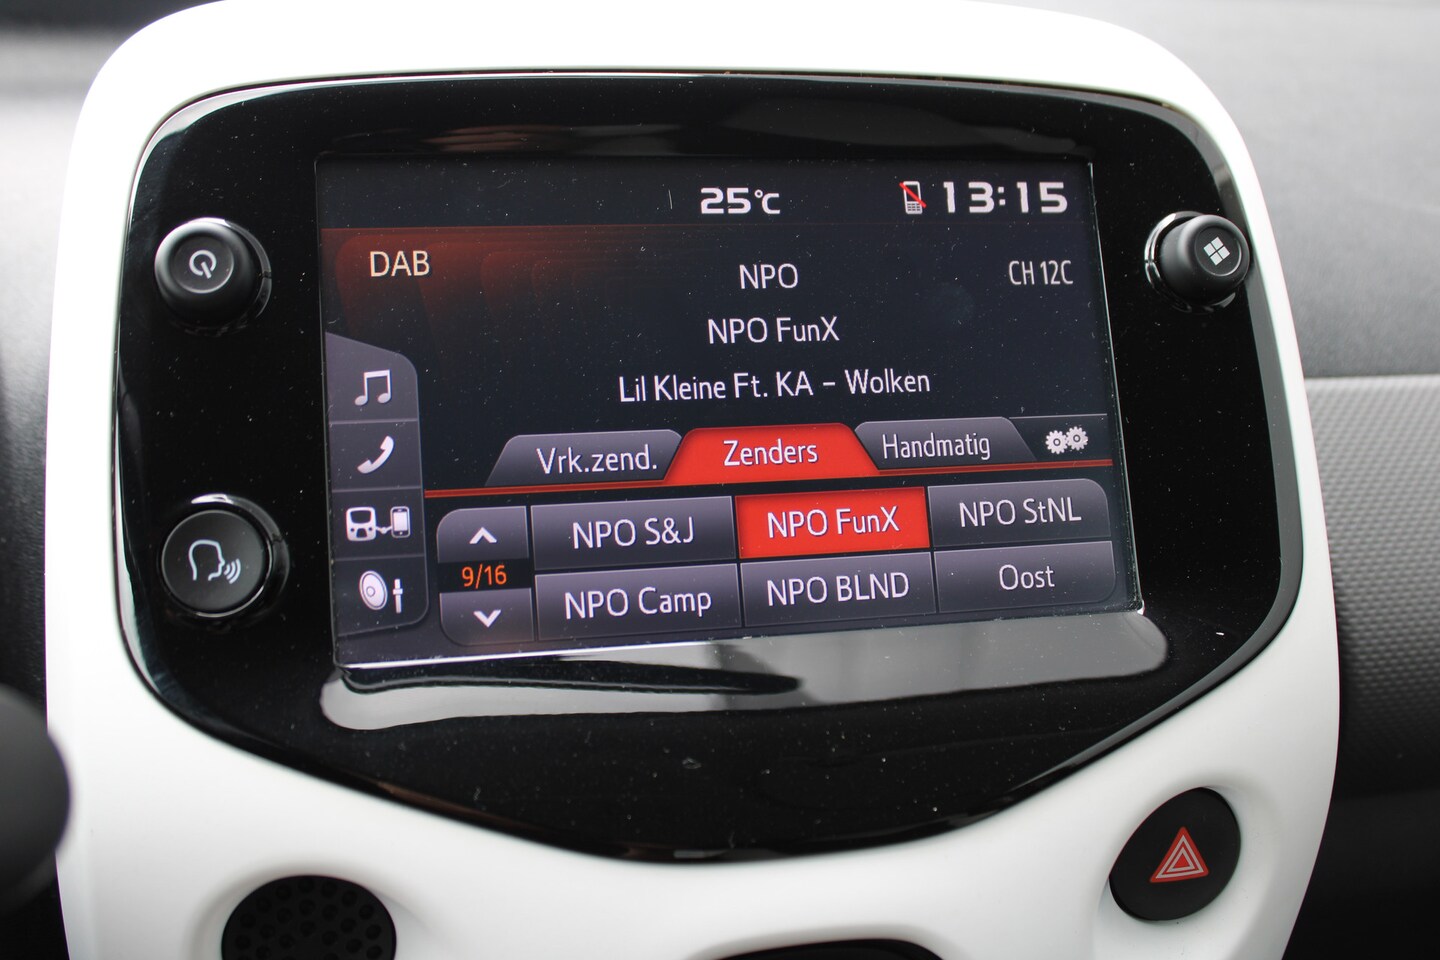 25°C 13:15
DAB
NPO
CH 12C
NPO FunX
Lil Kleine Ft. KA – Wolken
Vrk.zend. Zenders Handmatig
NPO S&J NPO FunX NPO StNL
9/16
NPO Camp NPO BLND Oost